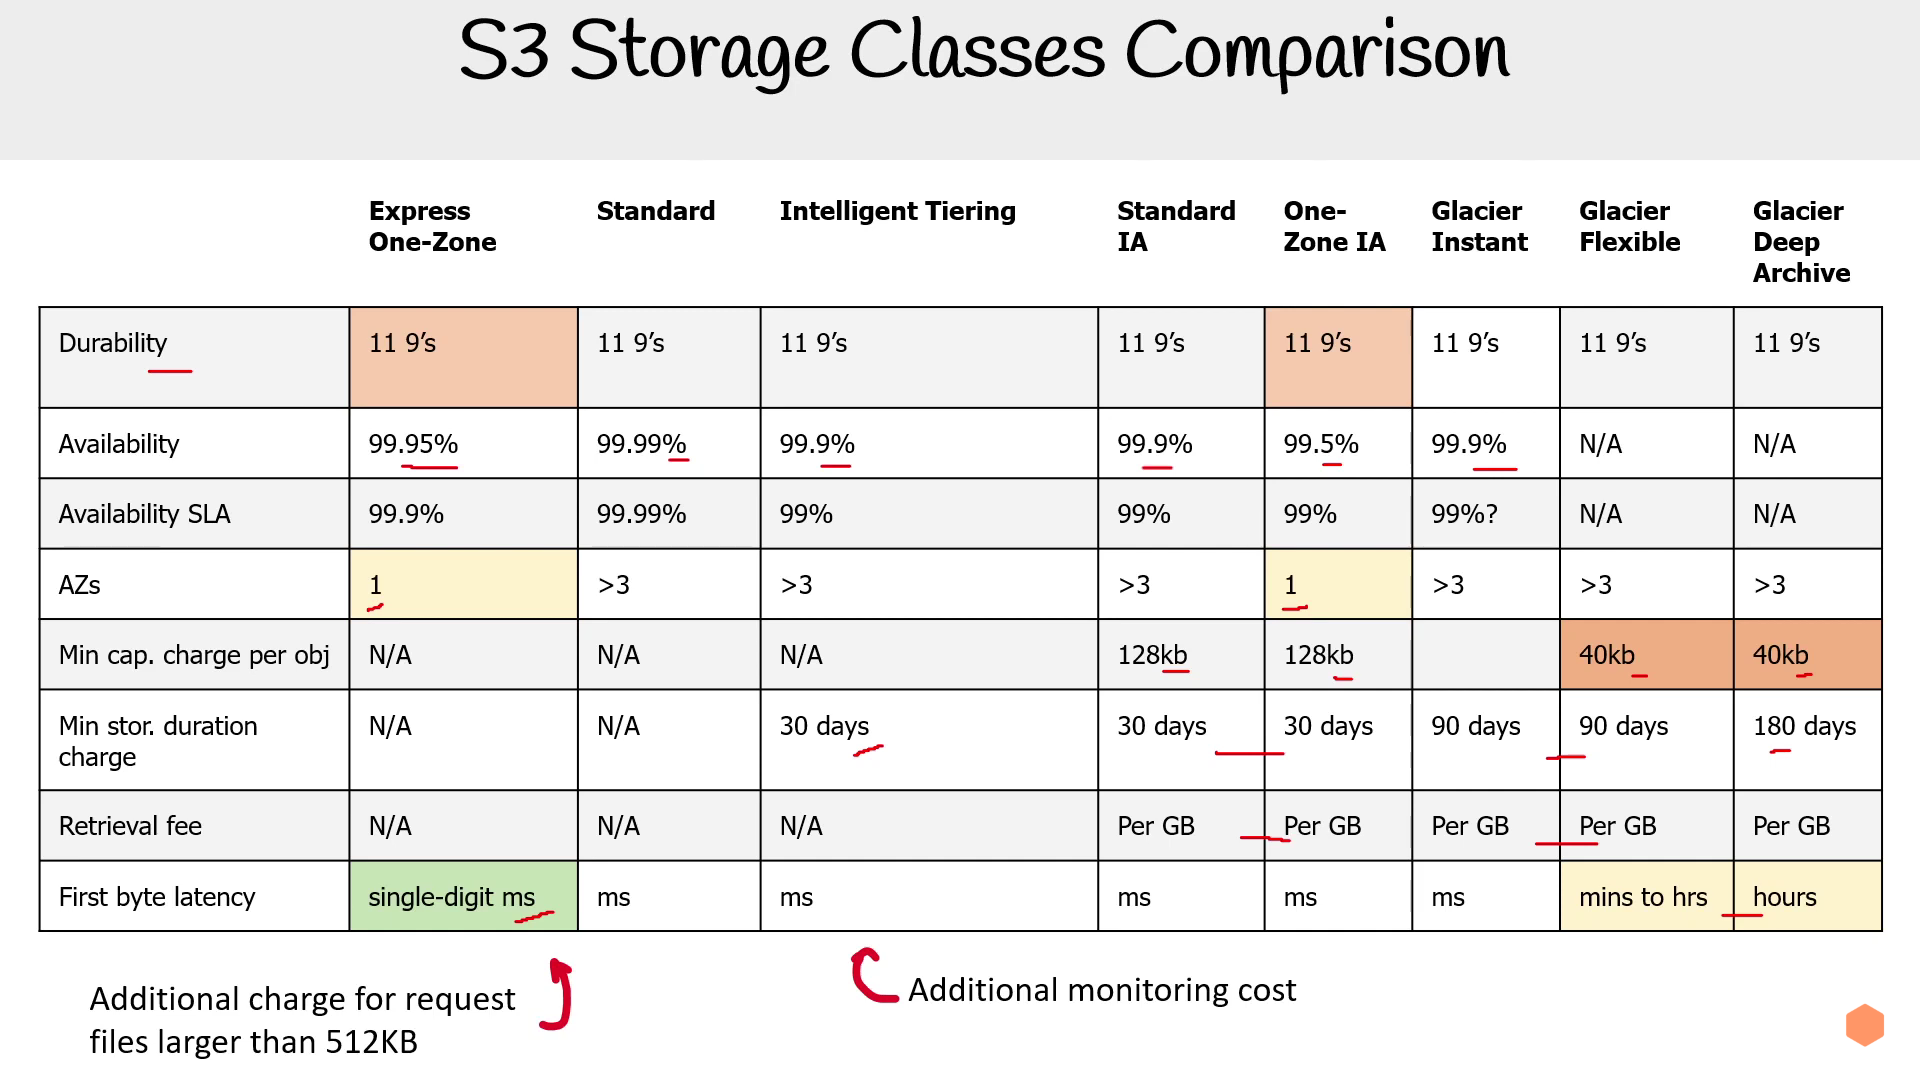 S3 Storage Classes Comparison
Express One-Zone Standard Intelligent Tiering Standard IA One-Zone IA Glacier Instant Glacier Flexible Glacier Deep Archive
Durability 11 9’s 11 9’s 11 9’s 11 9’s 11 9’s 11 9’s 11 9’s 11 9’s
Availability 99.95% 99.99% 99.9% 99.9% 99.5% 99.9% N/A N/A
Availability SLA 99.9% 99.99% 99% 99% 99% 99%? N/A N/A
AZs 1 >3 >3 >3 1 >3 >3 >3
Min cap. charge per obj N/A N/A N/A 128kb 128kb 40kb 40kb
Min stor. duration charge N/A N/A 30 days 30 days 30 days 90 days 90 days 180 days
Retrieval fee N/A N/A N/A Per GB Per GB Per GB Per GB Per GB
First byte latency single-digit ms ms ms ms ms ms mins to hrs hours
Additional charge for request
files larger than 512KB
Additional monitoring cost